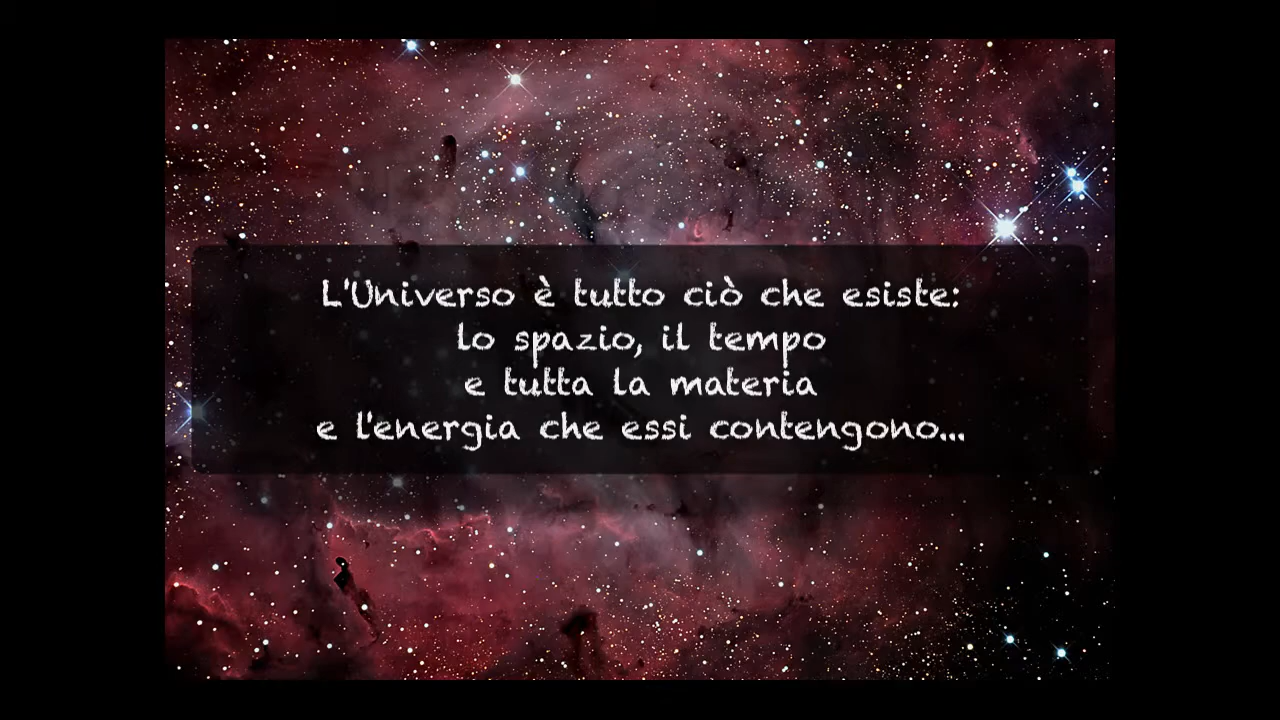 L'Universo è tutto ciò che esiste:
lo spazio, il tempo
e tutta la materia
e l'energia che essi contengono...